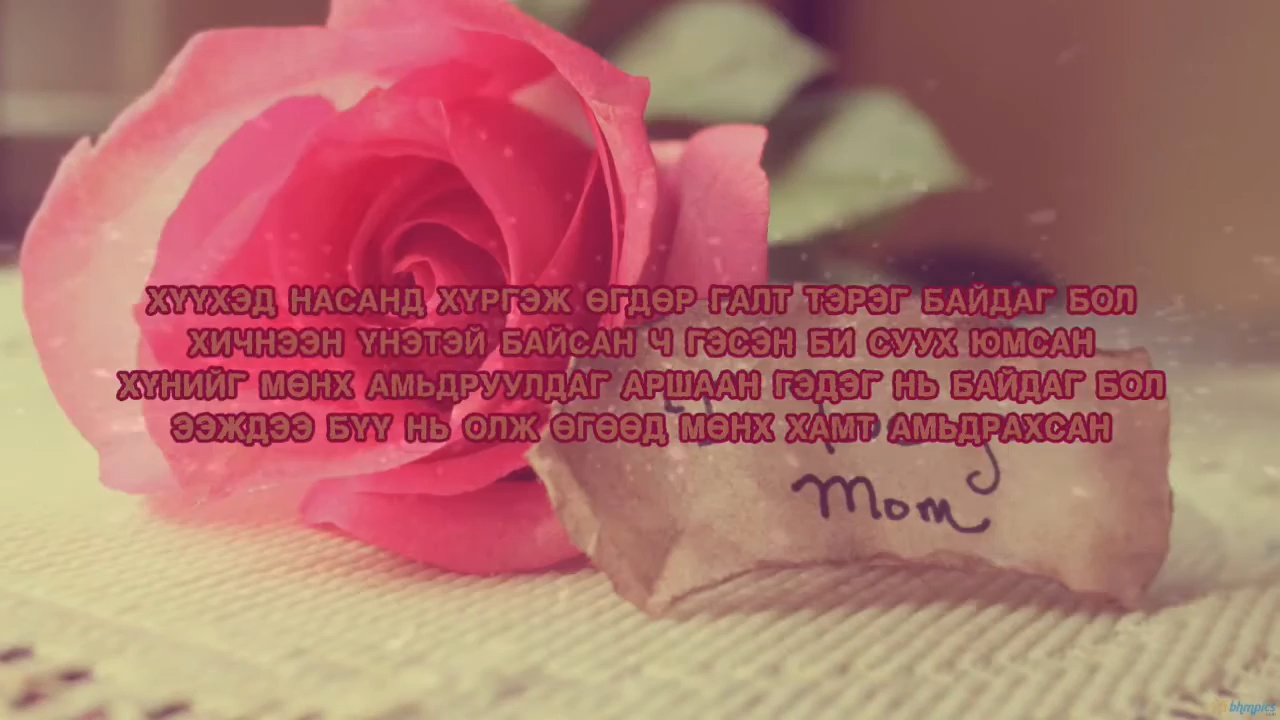 ХҮҮХЭД НАСАНД ХҮРГЭЖ ӨГДӨР ГАЛТ ТЭРЭГ БАЙДАГ БОЛ
ХИЧНЭЭН ҮНЭТЭЙ БАЙСАН Ч ГЭСЭН БИ СУУХ ЮМСАН
ХҮНИЙГ МӨНХ АМЬДРУУЛДАГ АРШААН ГЭДЭГ НЬ БАЙДАГ БОЛ
ЭЭЖДЭЭ БҮҮ НЬ ОЛЖ ӨГӨӨД МӨНХ ХАМТ АМЬДРАХСАН
Mom
bhmpics